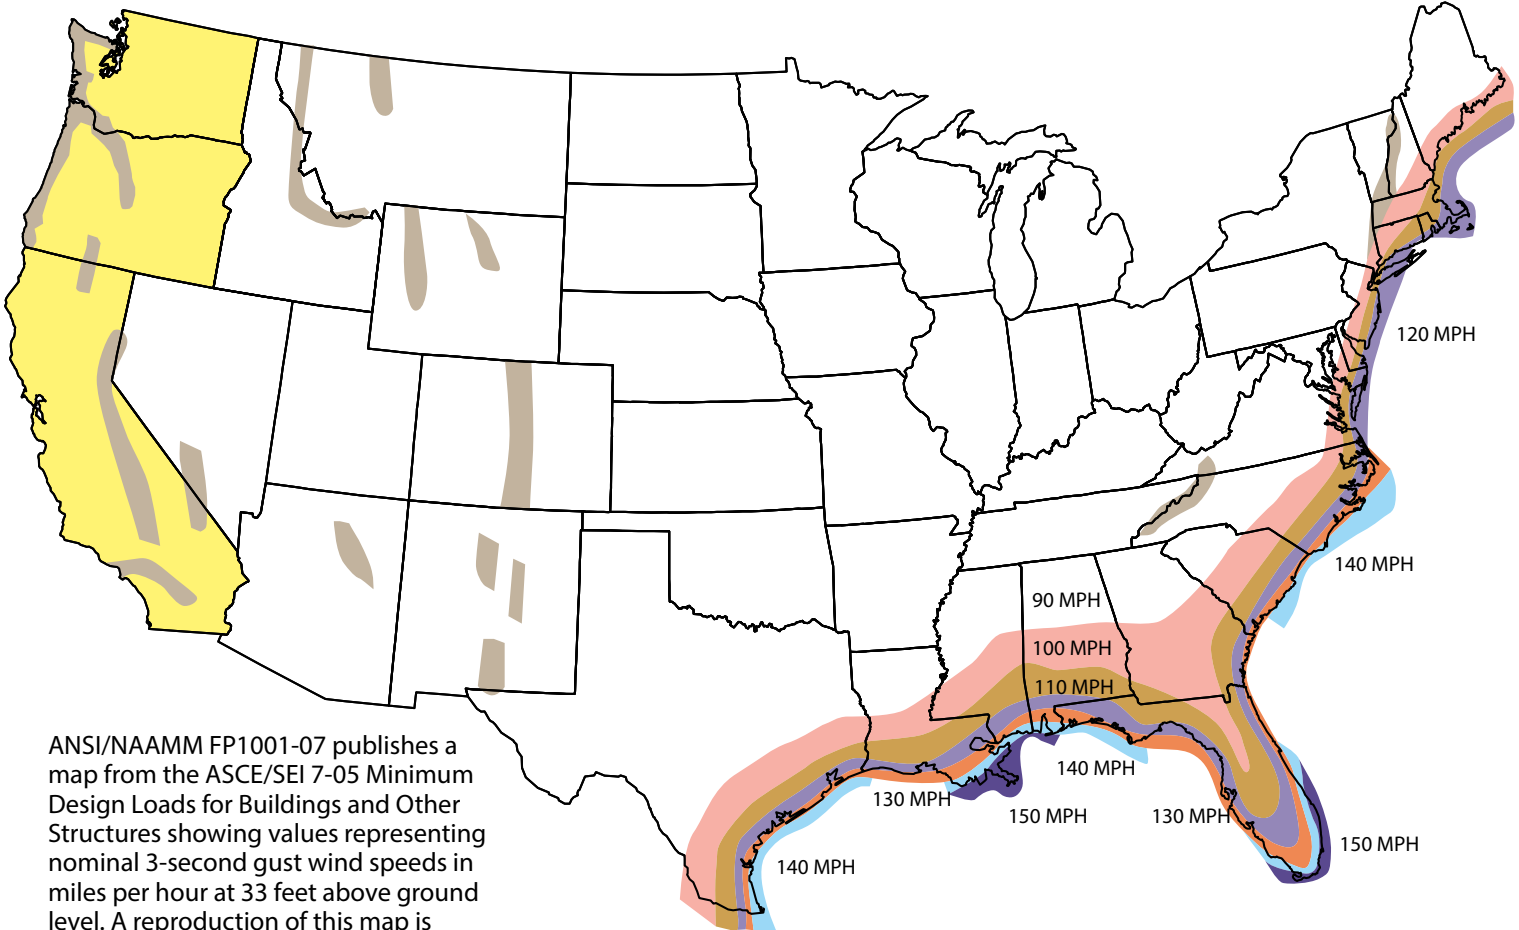 120 MPH
140 MPH
90 MPH
100 MPH
110 MPH
140 MPH
130 MPH
150 MPH
130 MPH
150 MPH
140 MPH
ANSI/NAAMM FP1001-07 publishes a
map from the ASCE/SEI 7-05 Minimum
Design Loads for Buildings and Other
Structures showing values representing
nominal 3-second gust wind speeds in
miles per hour at 33 feet above ground
level. A reproduction of this map is